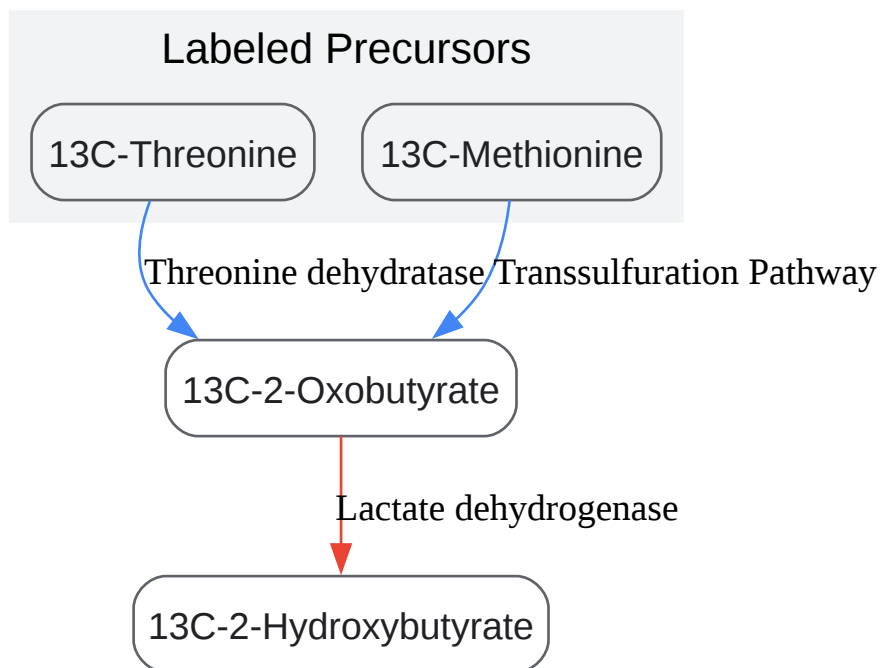 Labeled Precursors
13C-Threonine
13C-Methionine
Threonine dehydratase
Transsulfuration Pathway
13C-2-Oxobutyrate
Lactate dehydrogenase
13C-2-Hydroxybutyrate